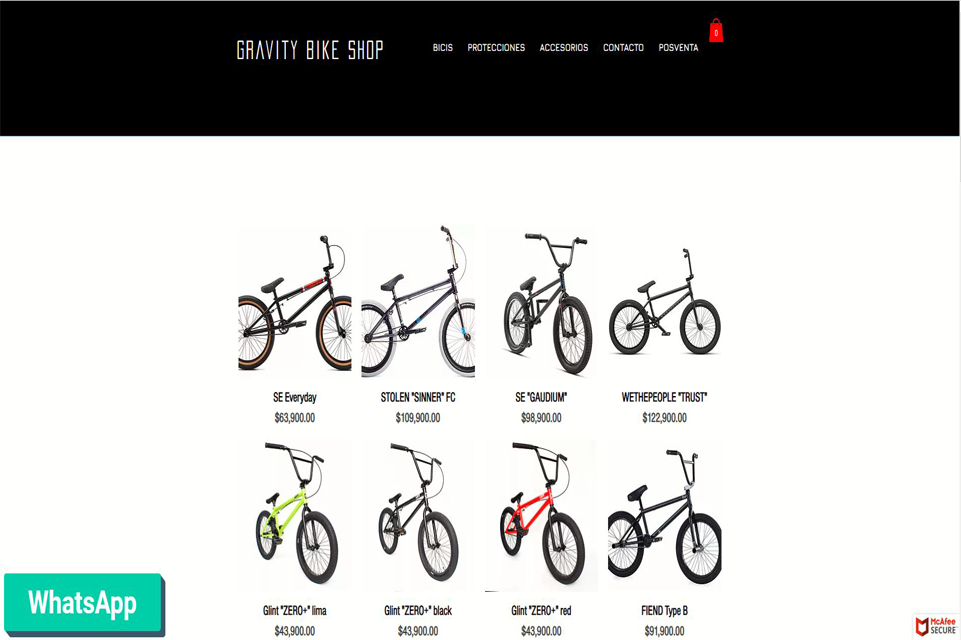 GRAVITY BIKE SHOP
BICIS PROTECCIONES ACCESORIOS CONTACTO POSVENTA
0
SE Everyday
$63,900.00
STOLEN "SINNER" FC
$109,900.00
SE "GAUDIUM"
$98,900.00
WETHEPEOPLE "TRUST"
$122,900.00
Glint "ZERO+" lima
$43,900.00
Glint "ZERO+" black
$43,900.00
Glint "ZERO+" red
$43,900.00
FIEND Type B
$91,900.00
WhatsApp
McAfee
SECURE